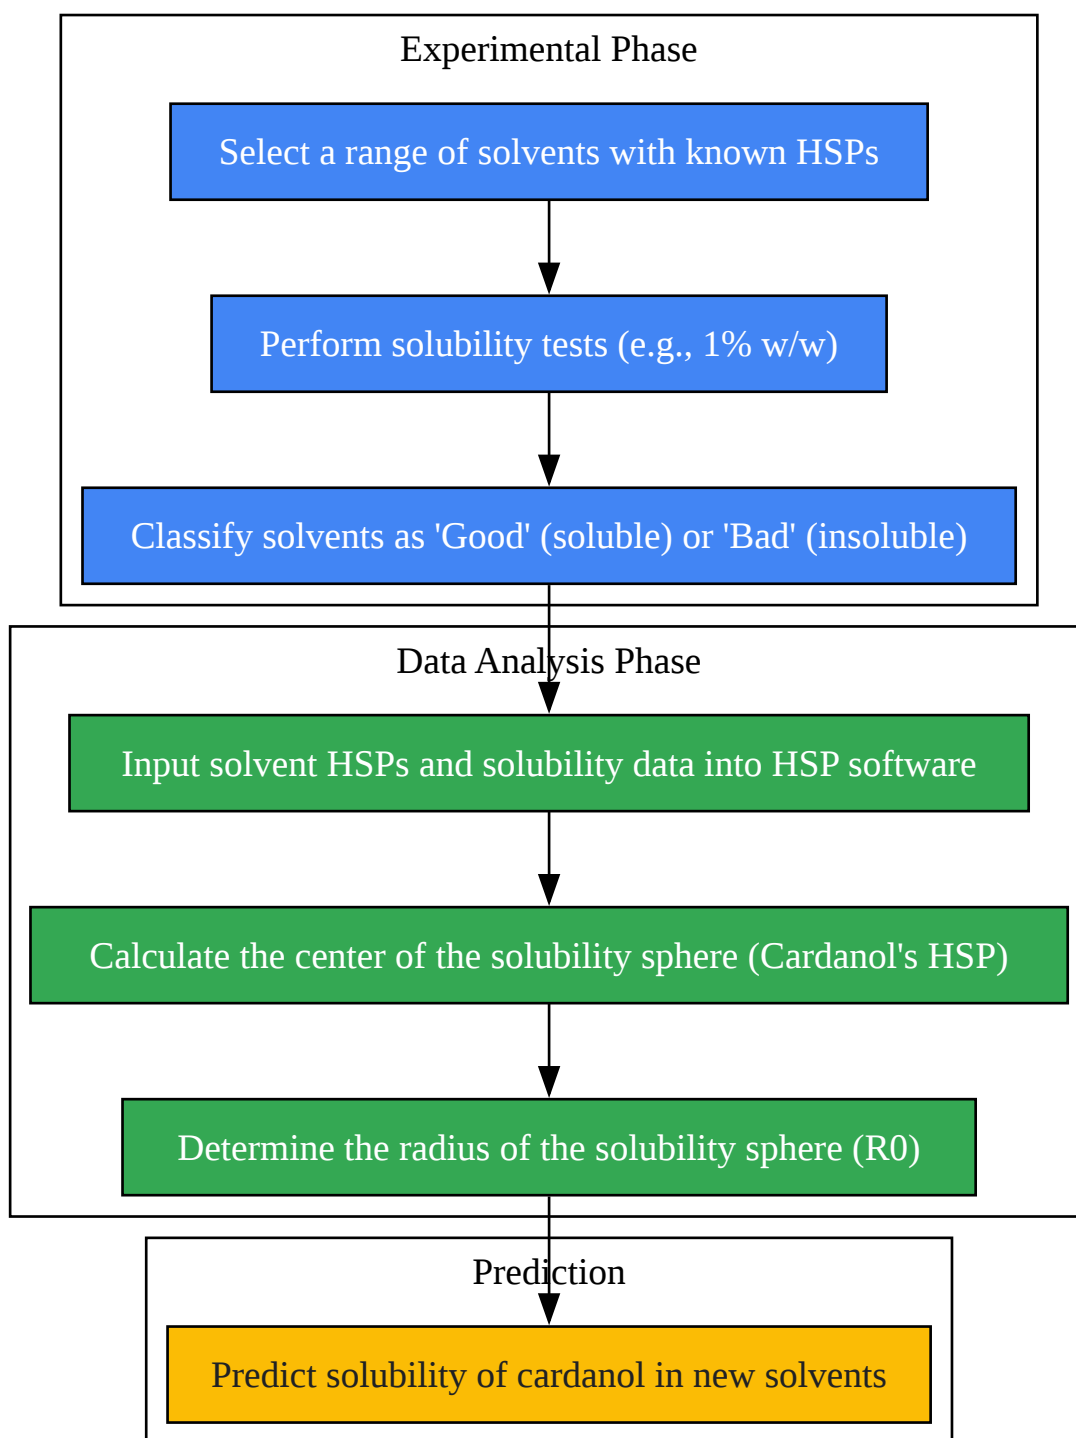 Experimental Phase
Select a range of solvents with known HSPs
Perform solubility tests (e.g., 1% w/w)
Classify solvents as 'Good' (soluble) or 'Bad' (insoluble)
Data Analysis Phase
Input solvent HSPs and solubility data into HSP software
Calculate the center of the solubility sphere (Cardanol's HSP)
Determine the radius of the solubility sphere (R0)
Prediction
Predict solubility of cardanol in new solvents